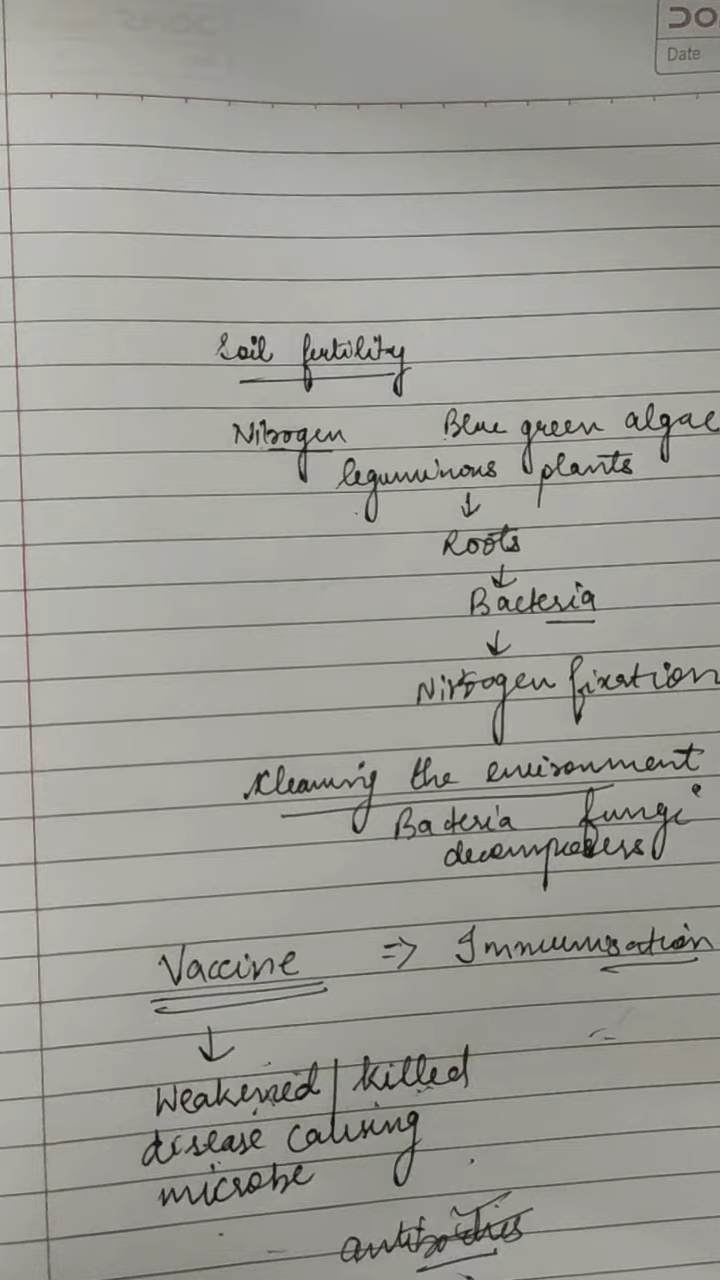 DO
Date
Soil fertility
Nitrogen Blue green algae
leguminous plants
↓
Roots
↓
Bacteria
↓
Nitrogen fixation
Cleaning the environment
Bacteria fungi
decomposers
Vaccine ⇒ Immunisation
↓
Weakened / killed
disease causing
microbe
antibodies